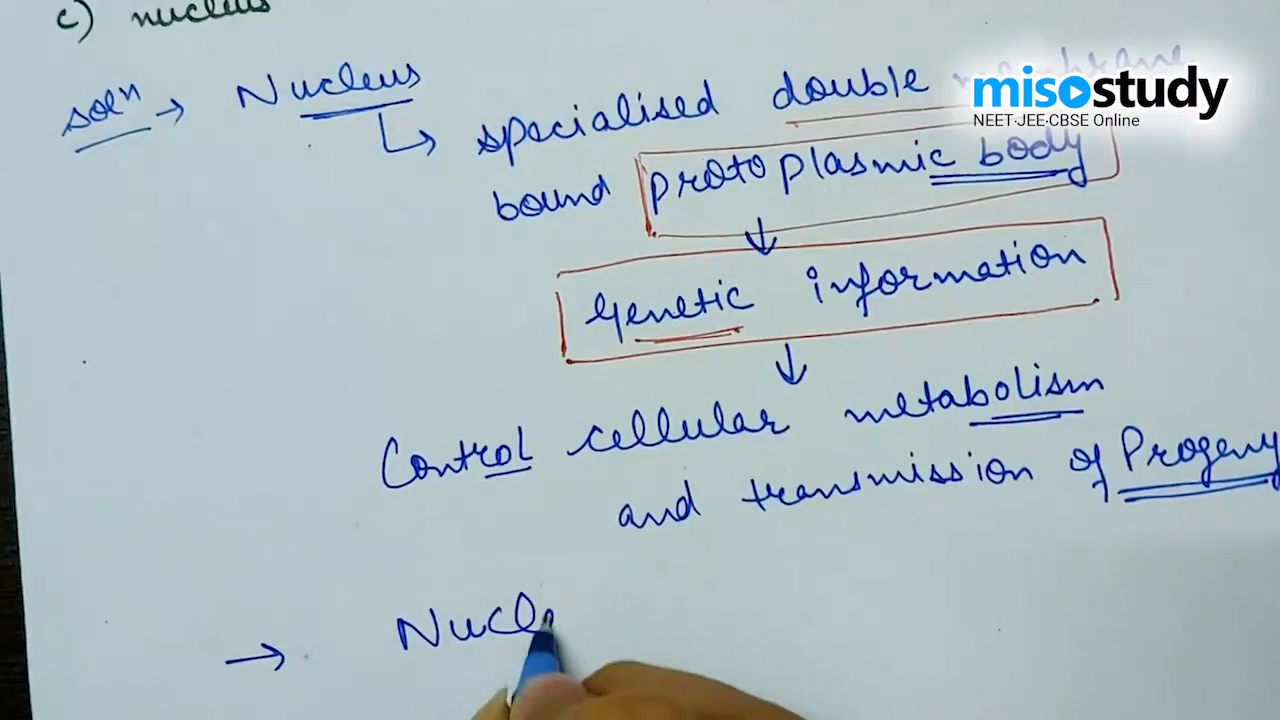 c) nucleus
soln → Nucleus
↳ specialised double membrane
bound protoplasmic body
↓
Genetic information
↓
Control cellular metabolism
and transmission of Progeny
→ Nucle
misostudy
NEET-JEE-CBSE Online